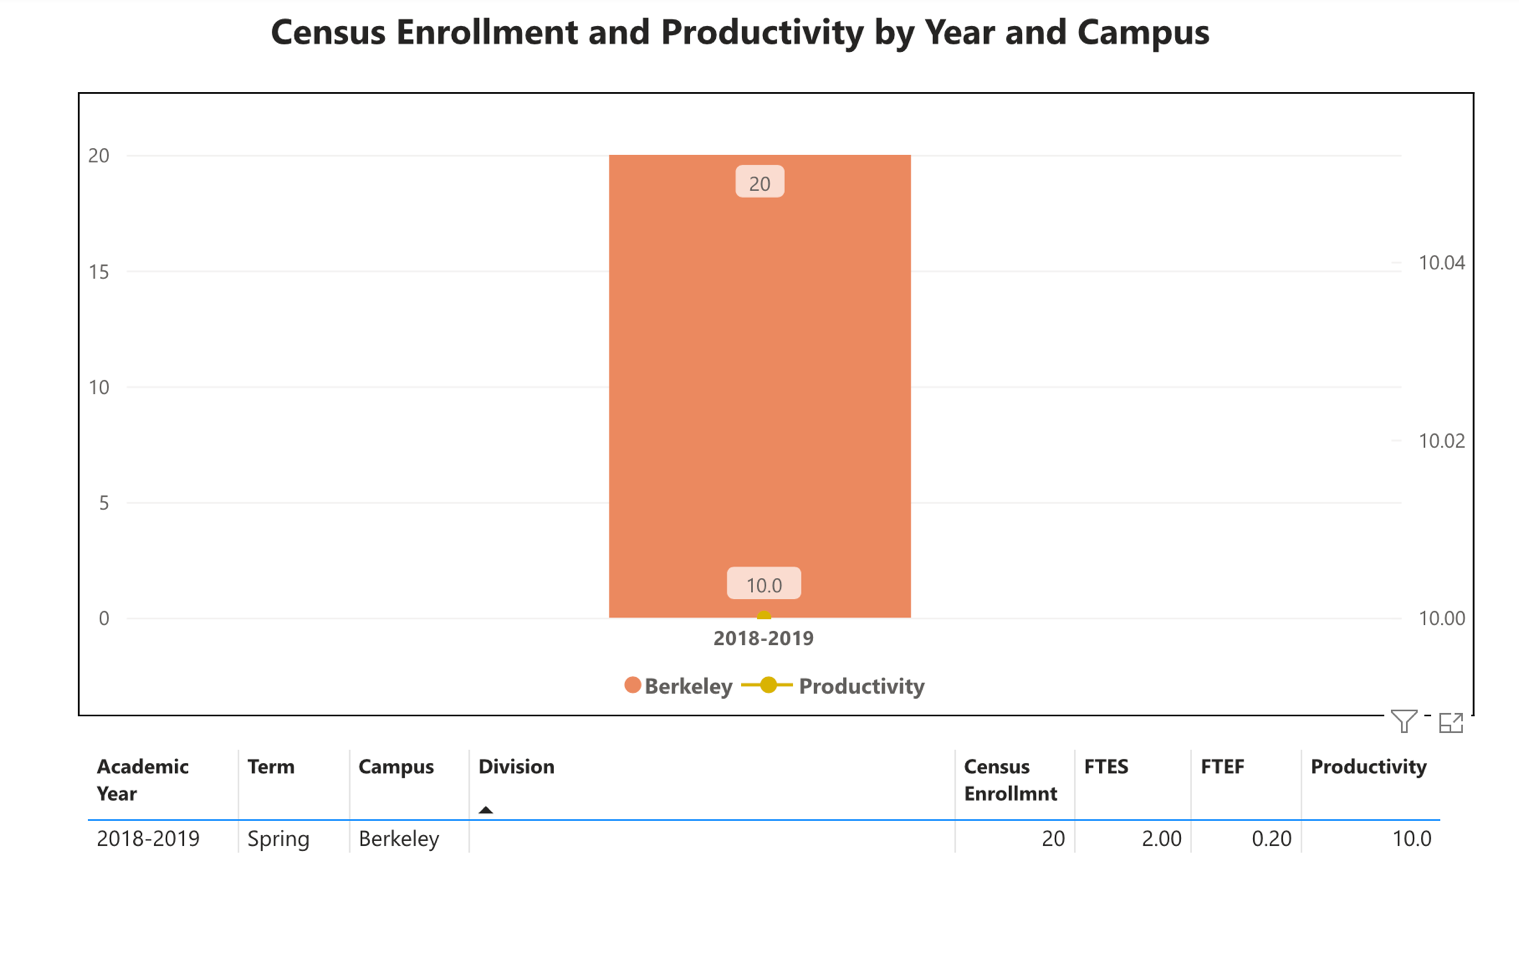 Census Enrollment and Productivity by Year and Campus
20
20
15
10.04
10
10.02
5
10.0
0
10.00
2018-2019
Berkeley Productivity
Academic Year Term Campus Division Census Enrollmnt FTES FTEF Productivity
2018-2019 Spring Berkeley 20 2.00 0.20 10.0